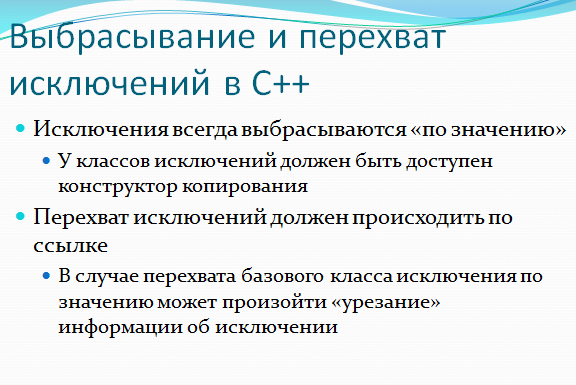 Выбрасывание и перехват
исключений в C++
Исключения всегда выбрасываются «по значению»
У классов исключений должен быть доступен
конструктор копирования
Перехват исключений должен происходить по
ссылке
В случае перехвата базового класса исключения по
значению может произойти «урезание»
информации об исключении